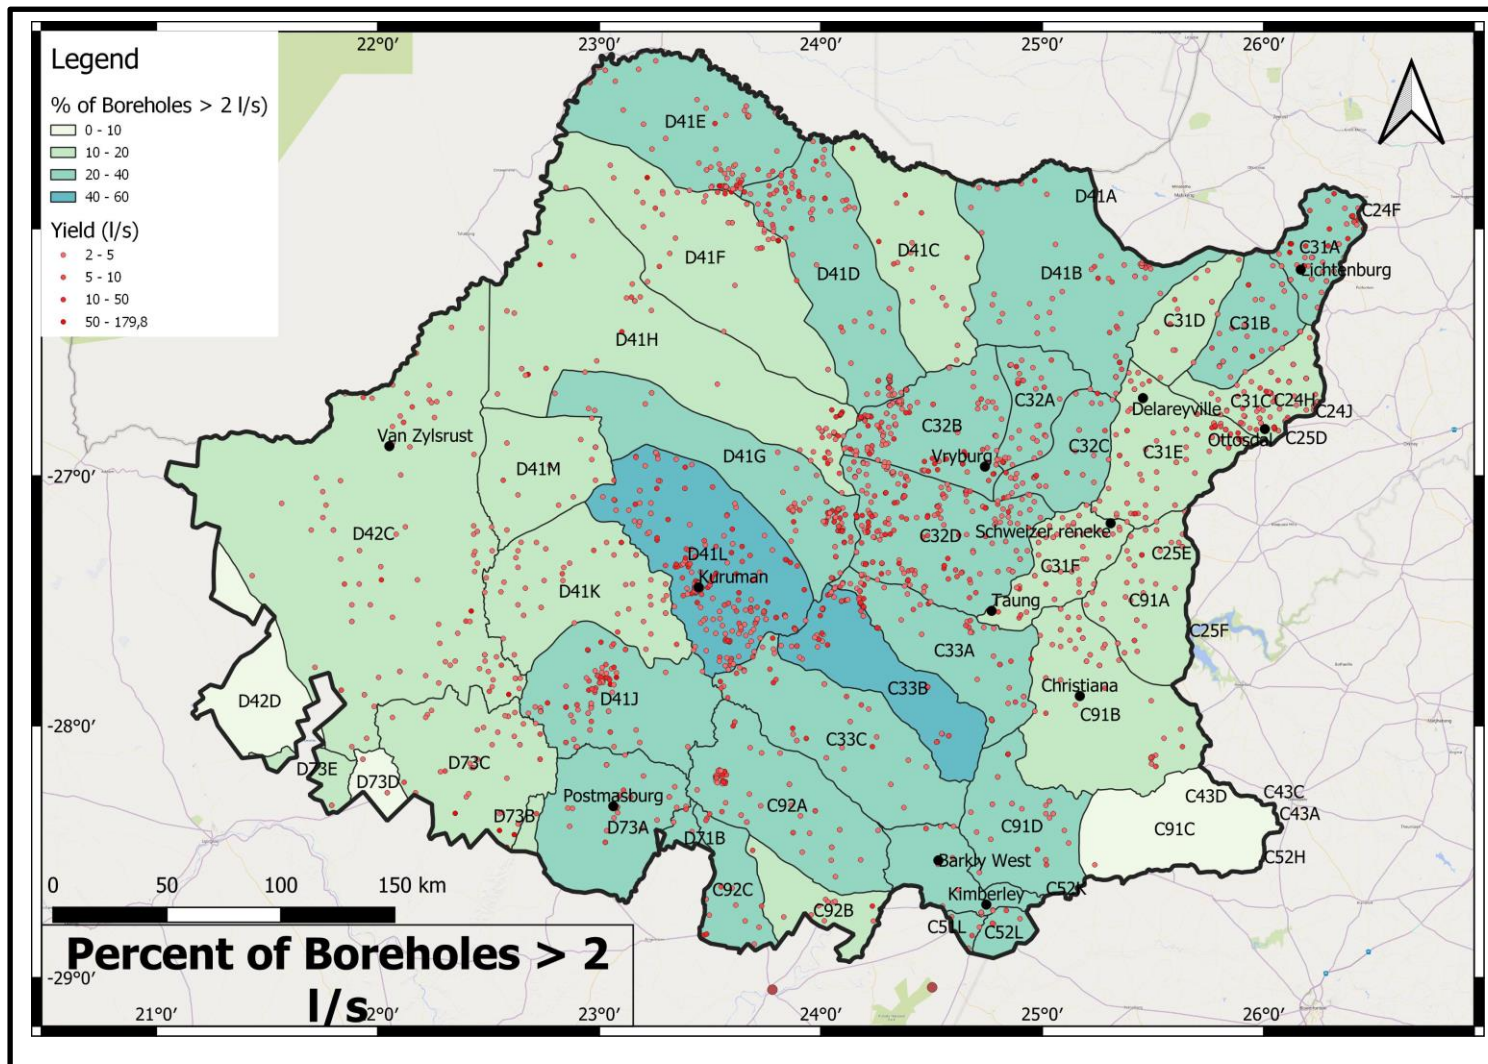 22°0′
23°0′
24°0′
25°0′
26°0′
Legend
% of Boreholes > 2 l/s)
0 - 10
10 - 20
20 - 40
40 - 60
Yield (l/s)
2 - 5
5 - 10
10 - 50
50 - 179,8
D41E
D41A
C24F
D41F
D41C
C31A
D41D
D41B
Lichtenburg
C31D
C31B
D41H
C32A
C31C
C24H
Delareyville
C24J
C32B
Van Zylsrust
Ottosdal
C25D
C32C
D41G
Vryburg
C31E
D41M
-27°0′
D42C
C32D
Schweizer reneke
D41L
C25E
Kuruman
C31F
D41K
C91A
Taung
C25F
C33A
D42D
D41J
C33B
Christiana
C91B
-28°0′
C33C
D73E
D73D
D73C
C43D
C43C
Postmasburg
C92A
C43A
D73B
D73A
D71B
C91D
C91C
C52H
Barkly West
0
50
100
150 km
C92C
Kimberley
C52K
C92B
C51L
C52L
Percent of Boreholes > 2
l/s
-29°0′
21°0′
22°0′
23°0′
24°0′
25°0′
26°0′